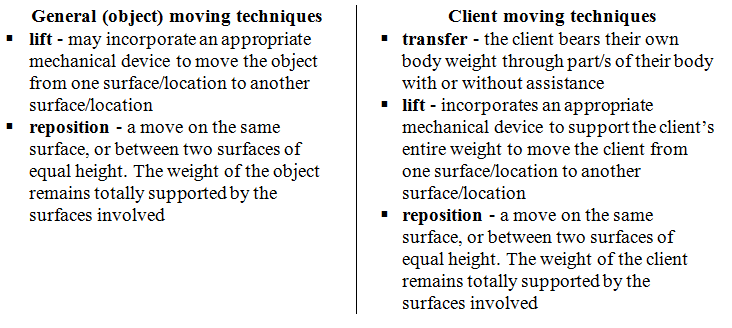 General (object) moving techniques
▪ lift - may incorporate an appropriate
mechanical device to move the object
from one surface/location to another
surface/location
▪ reposition - a move on the same
surface, or between two surfaces of
equal height. The weight of the object
remains totally supported by the
surfaces involved
Client moving techniques
▪ transfer - the client bears their own
body weight through part/s of their body
with or without assistance
▪ lift - incorporates an appropriate
mechanical device to support the client's
entire weight to move the client from
one surface/location to another
surface/location
▪ reposition - a move on the same
surface, or between two surfaces of
equal height. The weight of the client
remains totally supported by the
surfaces involved